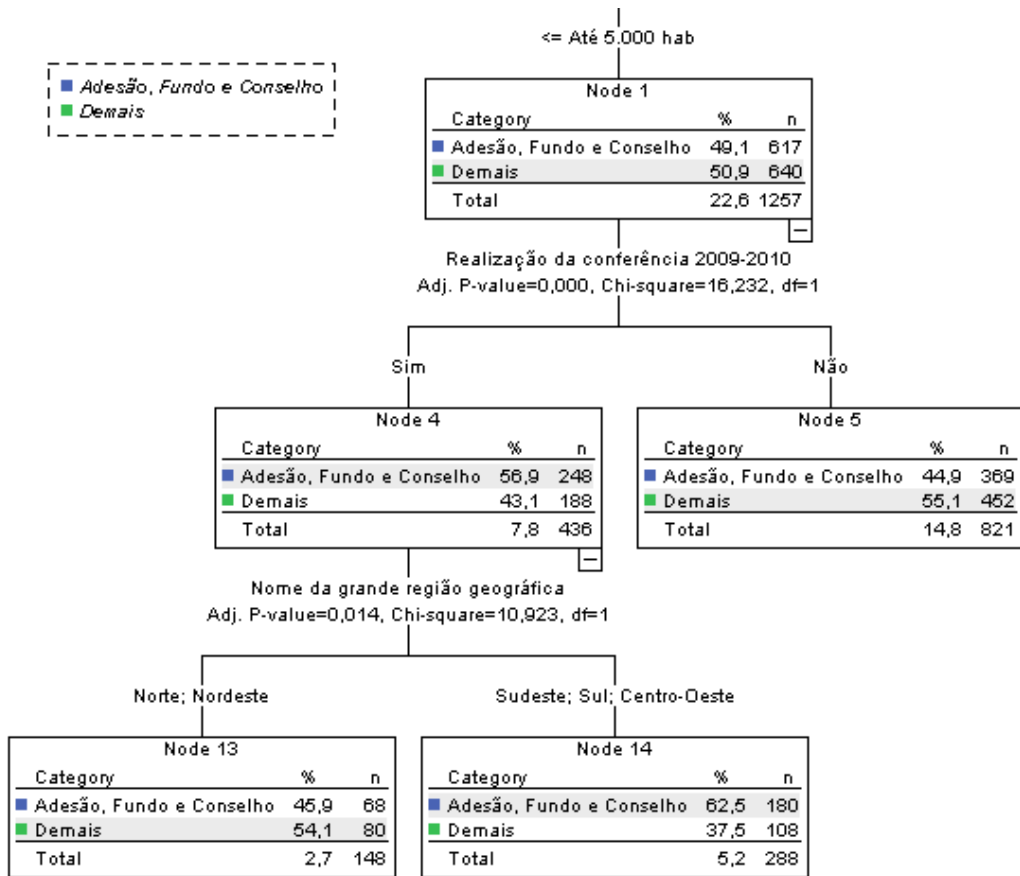 <= Até 5.000 hab
Adesão, Fundo e Conselho
Demais
Node 1
Category % n
Adesão, Fundo e Conselho 49,1 617
Demais 50,9 640
Total 22,6 1257
Realização da conferência 2009-2010
Adj. P-value=0,000, Chi-square=16,232, df=1
Sim
Não
Node 4
Category % n
Adesão, Fundo e Conselho 56,9 248
Demais 43,1 188
Total 7,8 436
Node 5
Category % n
Adesão, Fundo e Conselho 44,9 369
Demais 55,1 452
Total 14,8 821
Nome da grande região geográfica
Adj. P-value=0,014, Chi-square=10,923, df=1
Norte; Nordeste
Sudeste; Sul; Centro-Oeste
Node 13
Category % n
Adesão, Fundo e Conselho 45,9 68
Demais 54,1 80
Total 2,7 148
Node 14
Category % n
Adesão, Fundo e Conselho 62,5 180
Demais 37,5 108
Total 5,2 288